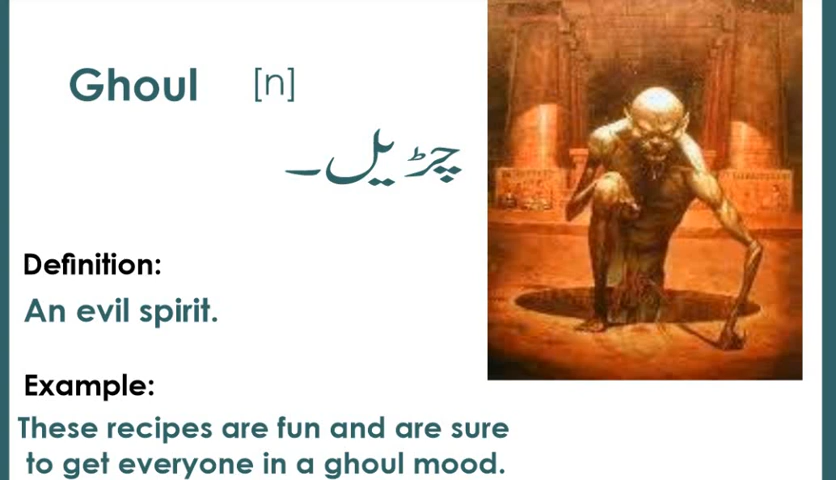 Ghoul [n]
چڑیل۔
Definition:
An evil spirit.
Example:
These recipes are fun and are sure
to get everyone in a ghoul mood.